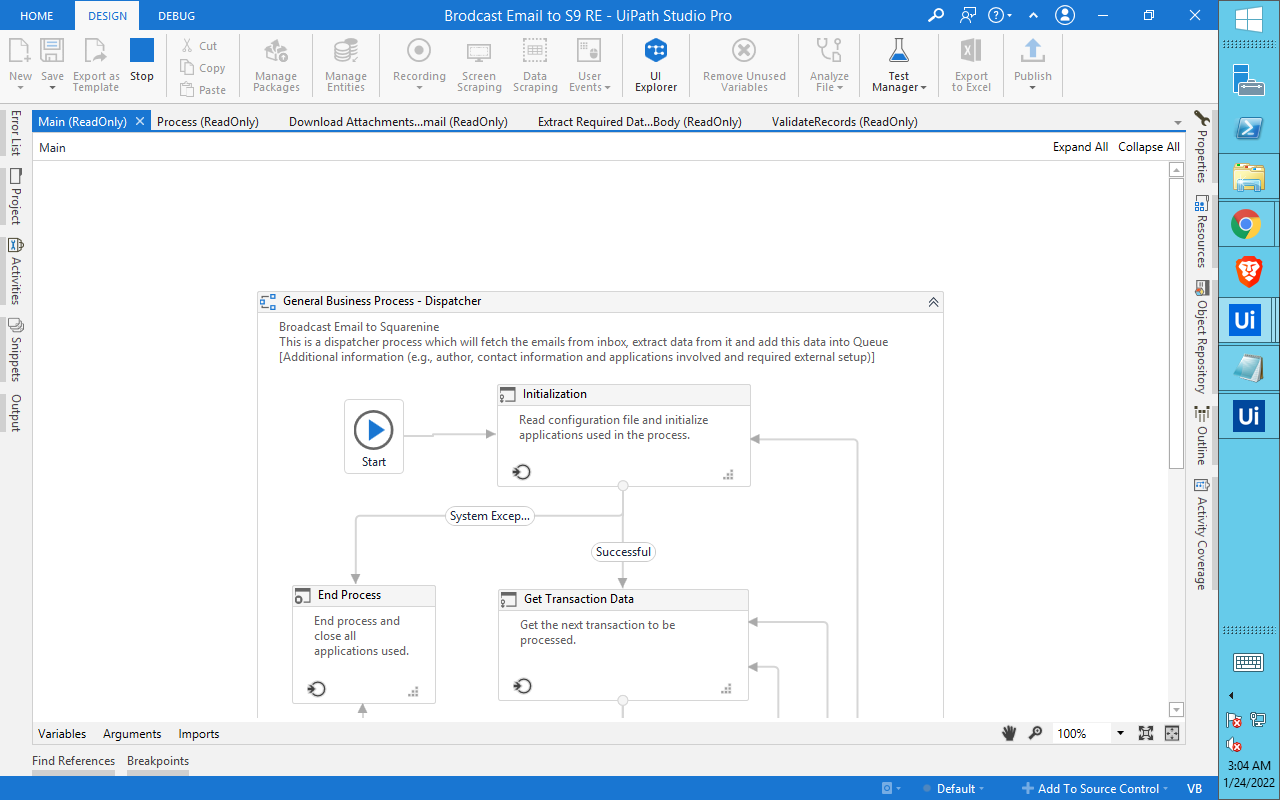 HOME DESIGN DEBUG Brodcast Email to S9 RE - UiPath Studio Pro
New Save Export as Template Stop
Cut
Copy
Paste
Manage Packages
Manage Entities
Recording
Screen Scraping
Data Scraping
User Events
UI Explorer
Remove Unused Variables
Analyze File
Test Manager
Export to Excel
Publish
Main (ReadOnly) Process (ReadOnly) Download Attachments...mail (ReadOnly) Extract Required Dat...Body (ReadOnly) ValidateRecords (ReadOnly)
Main Expand All Collapse All
Error List
Project
Activities
Snippets
Output
General Business Process - Dispatcher
Broadcast Email to Squarenine
This is a dispatcher process which will fetch the emails from inbox, extract data from it and add this data into Queue
[Additional information (e.g., author, contact information and applications involved and required external setup)]
Start
Initialization
Read configuration file and initialize
applications used in the process.
System Excep...
Successful
End Process
End process and
close all
applications used.
Get Transaction Data
Get the next transaction to be
processed.
Properties
Resources
Object Repository
Outline
Activity Coverage
Variables Arguments Imports 100%
Find References Breakpoints
Default Add To Source Control VB
Ui
Ui
3:04 AM
1/24/2022